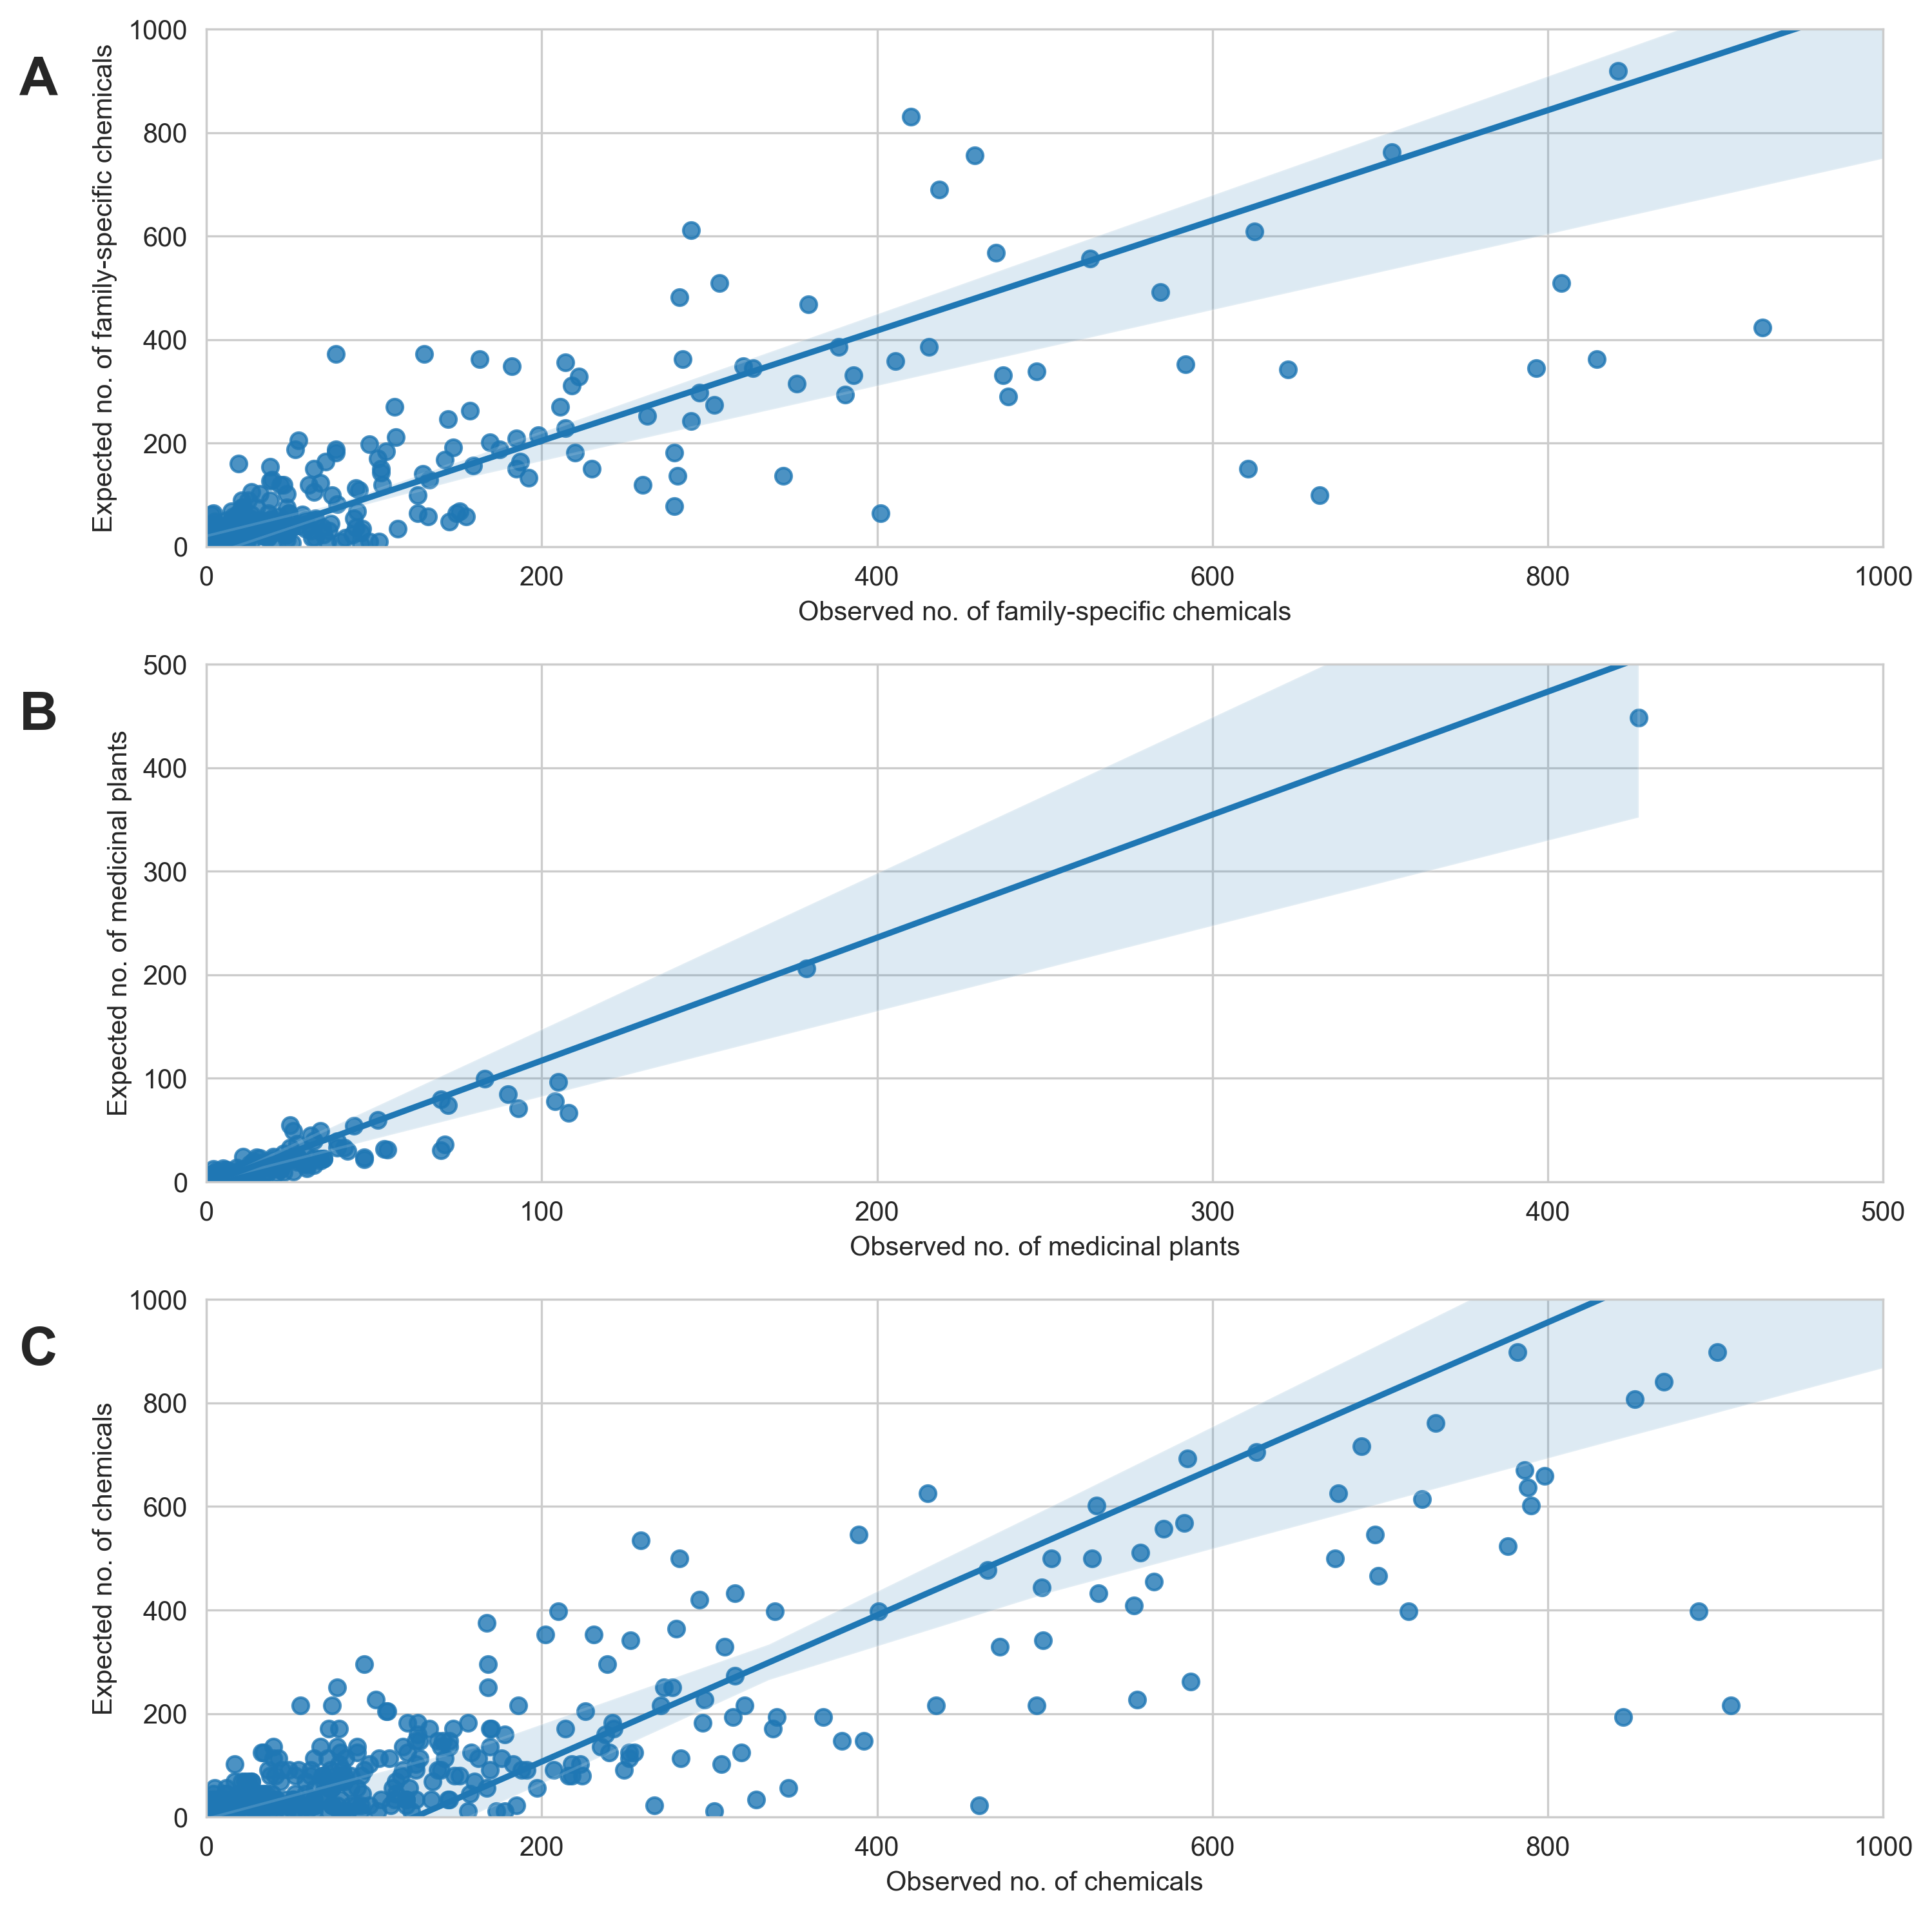 A
Expected no. of family-specific chemicals
1000
800
600
400
200
0
0 200 400 600 800 1000
Observed no. of family-specific chemicals
B
Expected no. of medicinal plants
500
400
300
200
100
0
0 100 200 300 400 500
Observed no. of medicinal plants
C
Expected no. of chemicals
1000
800
600
400
200
0
0 200 400 600 800 1000
Observed no. of chemicals